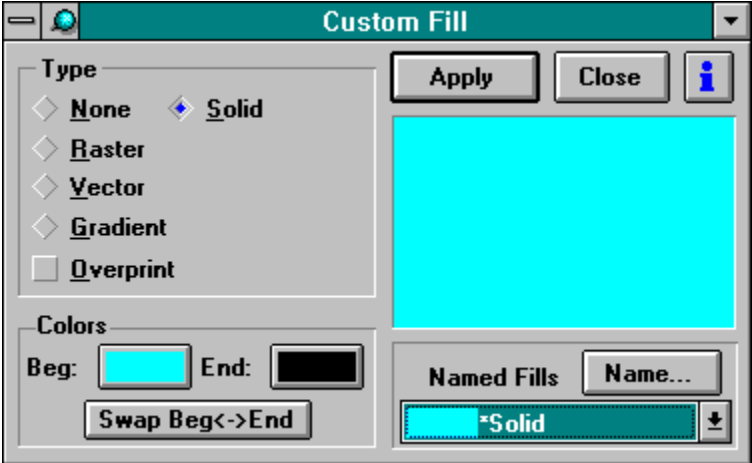 Custom Fill
Type
None Solid
Raster
Vector
Gradient
Overprint
Apply Close i
Colors
Beg: End:
Swap Beg<->End
Named Fills Name...
*Solid